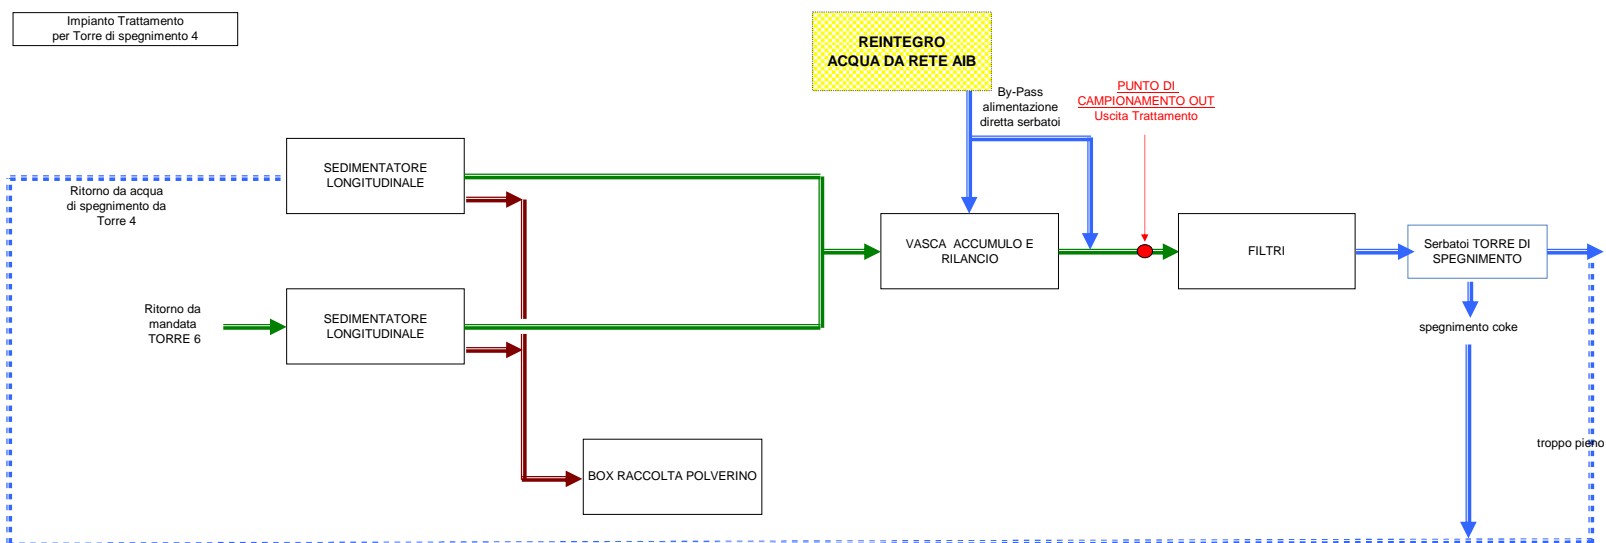 Impianto Trattamento
per Torre di spegnimento 4
REINTEGRO
ACQUA DA RETE AIB
By-Pass
alimentazione
diretta serbatoi
PUNTO DI
CAMPIONAMENTO OUT
Uscita Trattamento
SEDIMENTATORE
LONGITUDINALE
Ritorno da acqua
di spegnimento da
Torre 4
VASCA ACCUMULO E
RILANCIO
FILTRI
Serbatoi TORRE DI
SPEGNIMENTO
Ritorno da
mandata
TORRE 6
SEDIMENTATORE
LONGITUDINALE
spegnimento coke
troppo pieno
BOX RACCOLTA POLVERINO